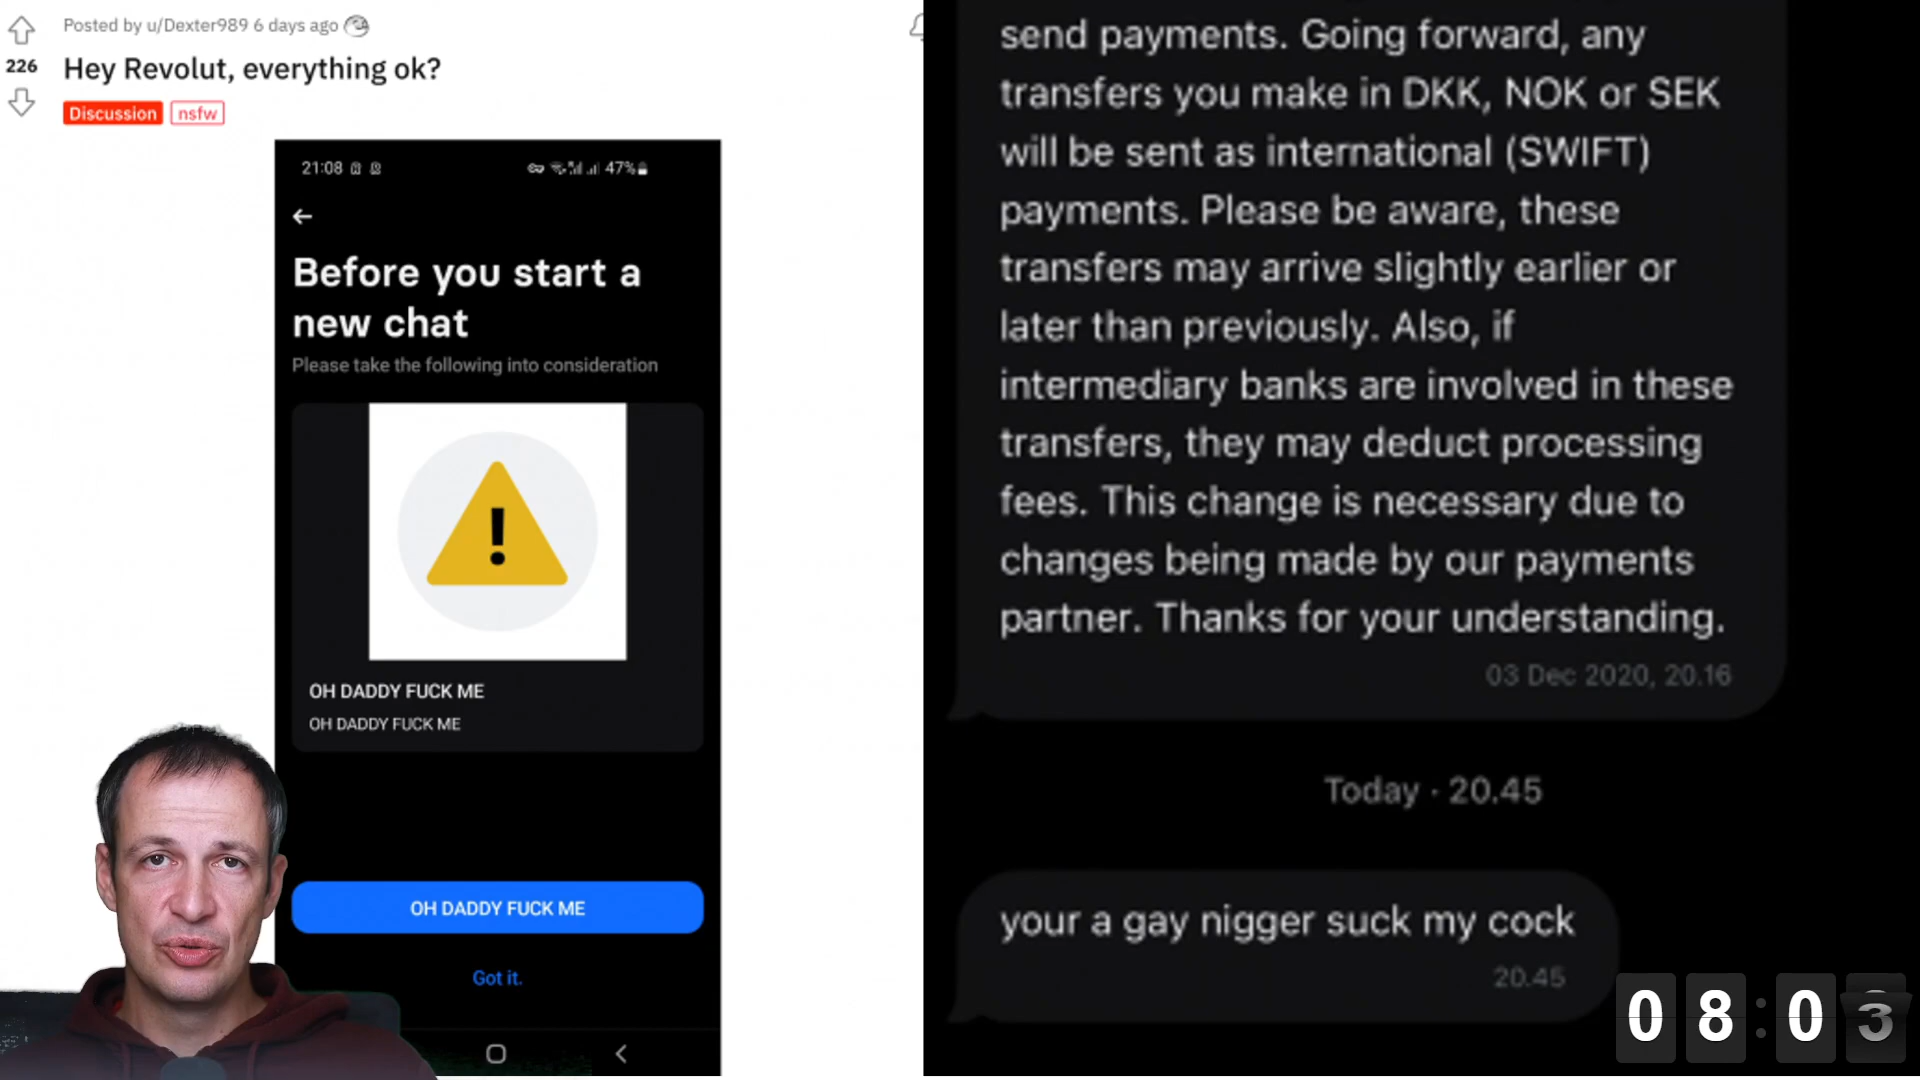 Posted by u/Dexter989 6 days ago
226
Hey Revolut, everything ok?
Discussion nsfw
21:08 47%
Before you start a
new chat
Please take the following into consideration
!
OH DADDY FUCK ME
OH DADDY FUCK ME
OH DADDY FUCK ME
Got it.
send payments. Going forward, any
transfers you make in DKK, NOK or SEK
will be sent as international (SWIFT)
payments. Please be aware, these
transfers may arrive slightly earlier or
later than previously. Also, if
intermediary banks are involved in these
transfers, they may deduct processing
fees. This change is necessary due to
changes being made by our payments
partner. Thanks for your understanding.
03 Dec 2020, 20.16
Today · 20.45
your a gay nigger suck my cock
20.45
08:03